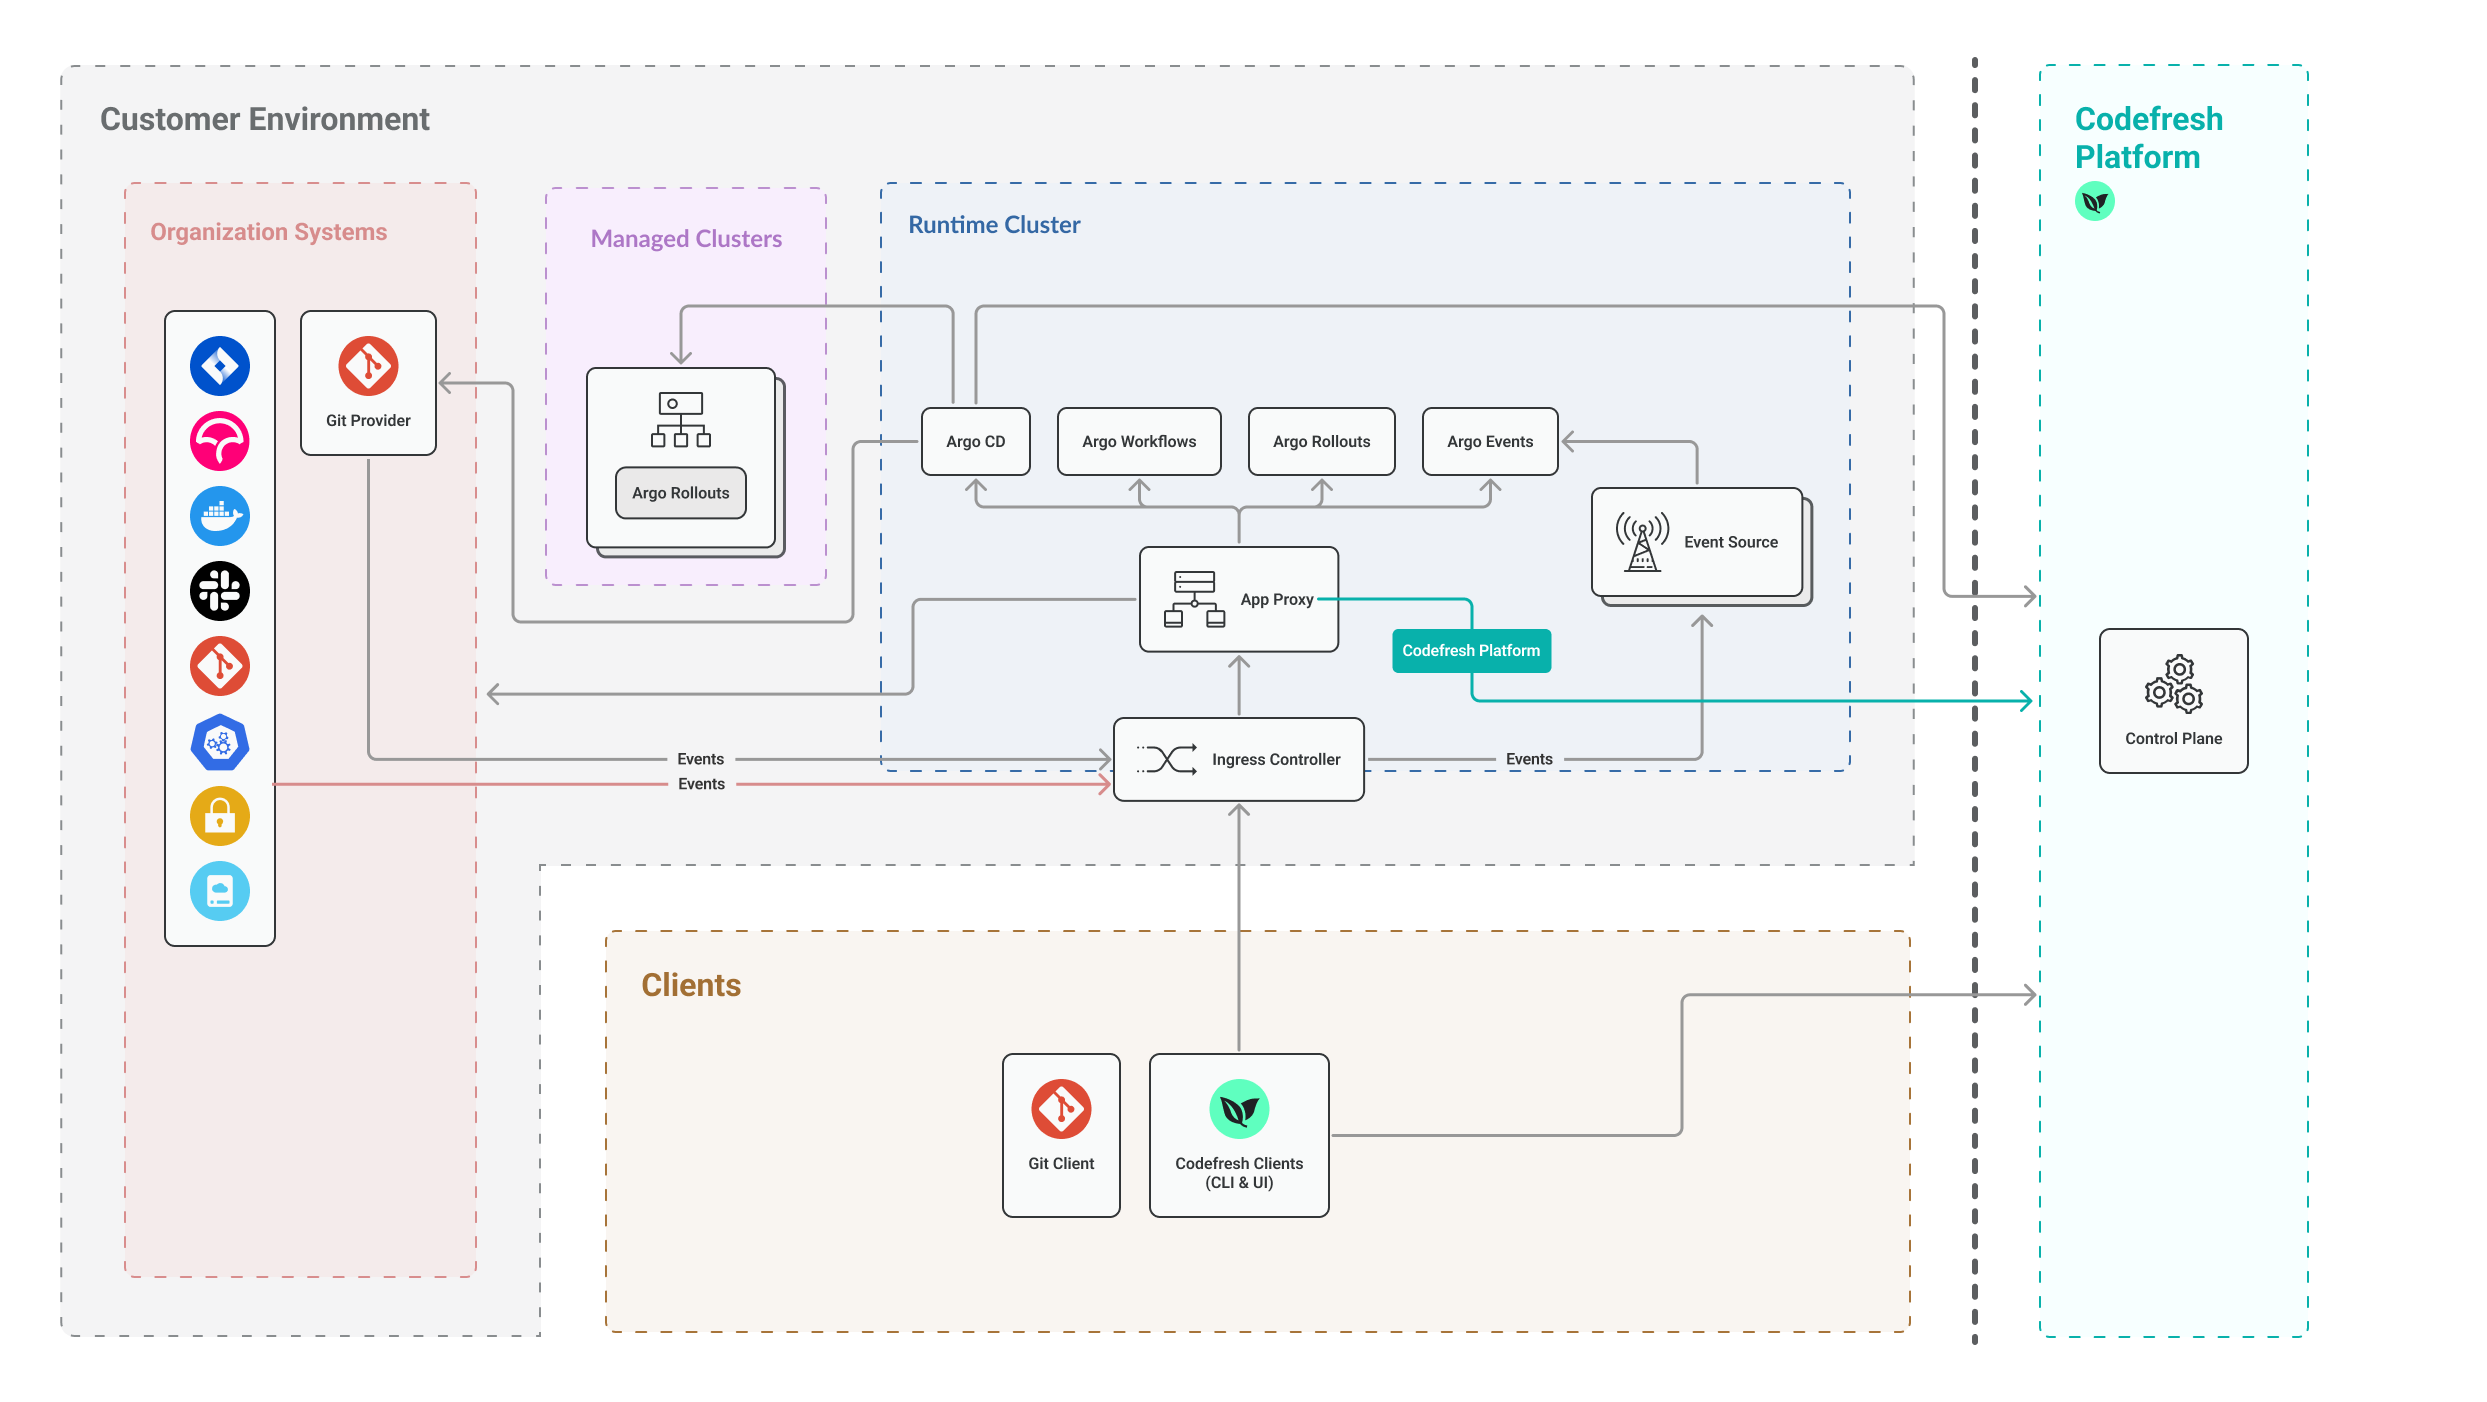 Customer Environment
Codefresh
Platform
Organization Systems
Managed Clusters
Runtime Cluster
Git Provider
Argo CD
Argo Workflows
Argo Rollouts
Argo Events
Argo Rollouts
Event Source
App Proxy
Codefresh Platform
Control Plane
Events
Ingress Controller
Events
Events
Clients
Git Client
Codefresh Clients
(CLI & UI)